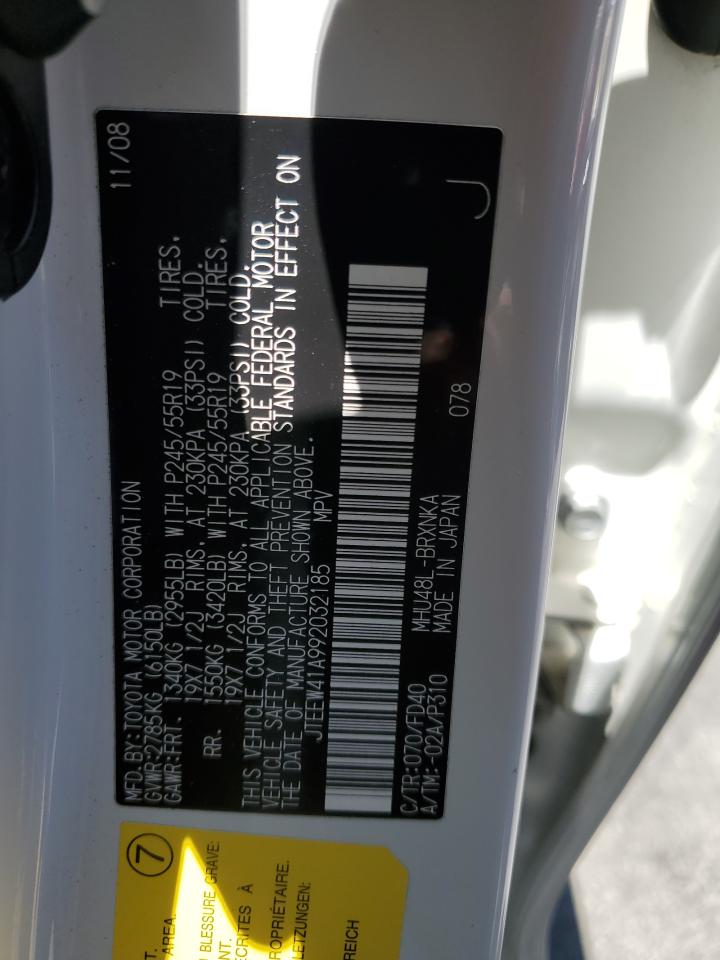 MFD.BY:TOYOTA MOTOR CORPORATION 11/08
GVWR:2785KG (6150LB)
GAWR:FRT. 1340KG (2955LB) WITH P245/55R19 TIRES.
19X7 1/2J RIMS. AT 230KPA (33PSI) COLD.
RR. 1550KG (3420LB) WITH P245/55R19 TIRES.
19X7 1/2J RIMS. AT 230KPA (33PSI) COLD.
THIS VEHICLE CONFORMS TO ALL APPLICABLE FEDERAL MOTOR
VEHICLE SAFETY AND THEFT PREVENTION STANDARDS IN EFFECT ON
THE DATE OF MANUFACTURE SHOWN ABOVE.
JTEEW41A992032185 MPV
C/TR:070/FD40 MHU48L-BRXNKA 078 J
A/TM:-02A/P310 MADE IN JAPAN
7
T.
AREA.
BLESSURE GRAVE:
NT.
ECRITES À
PROPRIÉTAIRE.
LETZUNGEN:
REICH